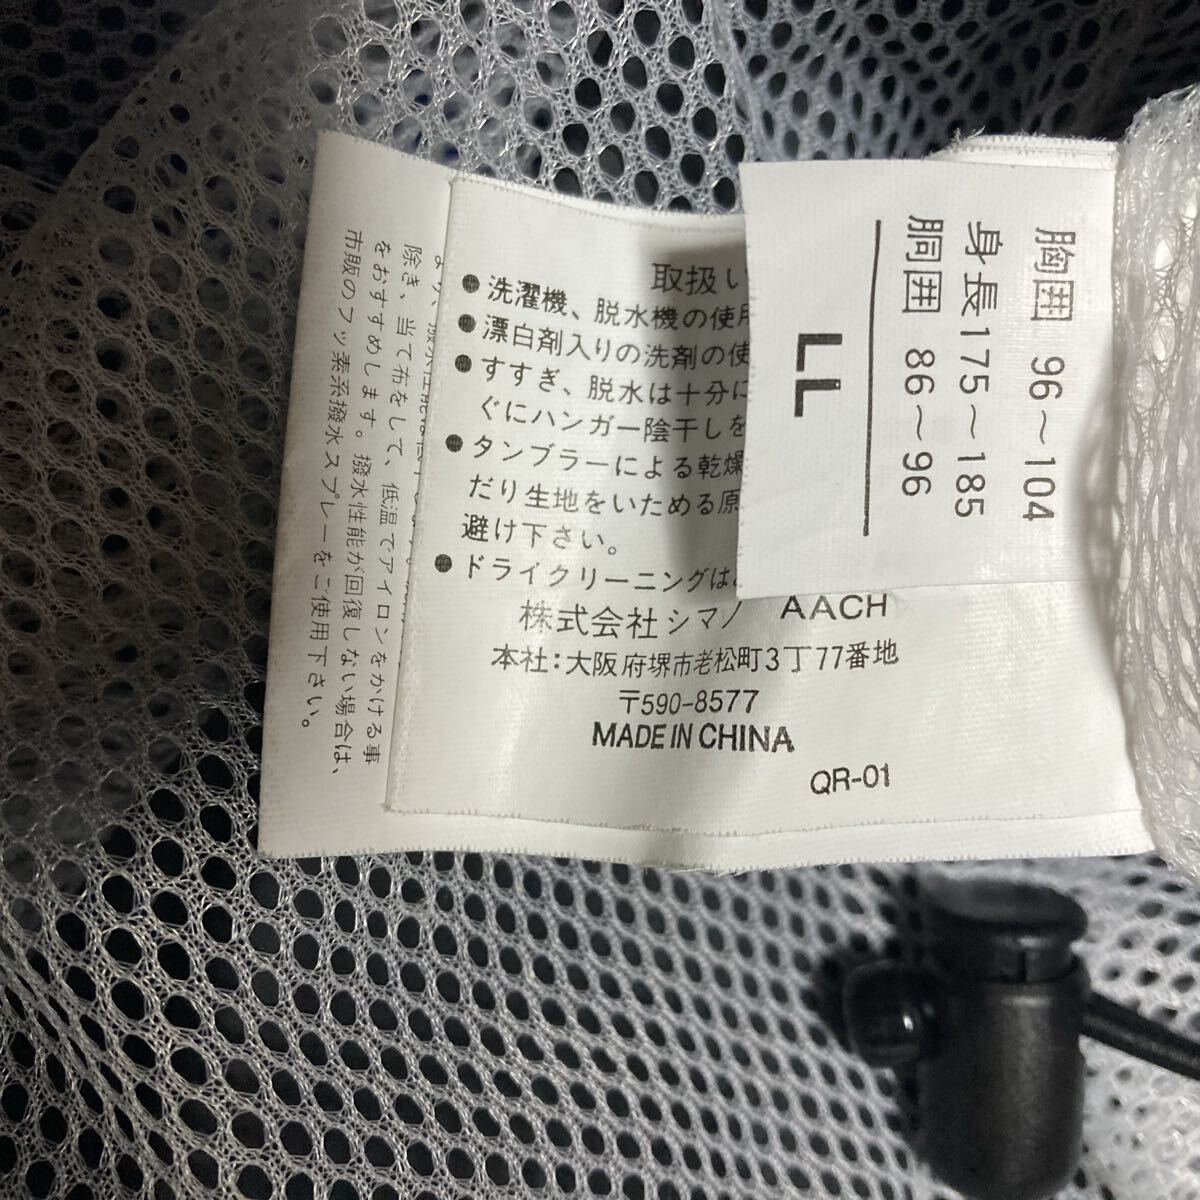 胸囲 96～104
身長175～185
胴囲 86～96
LL
取扱い
●洗濯機、脱水機の使用
●漂白剤入りの洗剤の使
●すすぎ、脱水は十分に
ぐにハンガー陰干しを
●タンブラーによる乾燥
だり生地をいためる原
避け下さい。
●ドライクリーニングは
株式会社シマノ AACH
本社:大阪府堺市老松町3丁77番地
〒590-8577
MADE IN CHINA
QR-01
除き、当て布をして、低温でアイロンをかける事
をおすすめします。撥水性能が回復しない場合は、
市販のフッ素系撥水スプレーをご使用下さい。